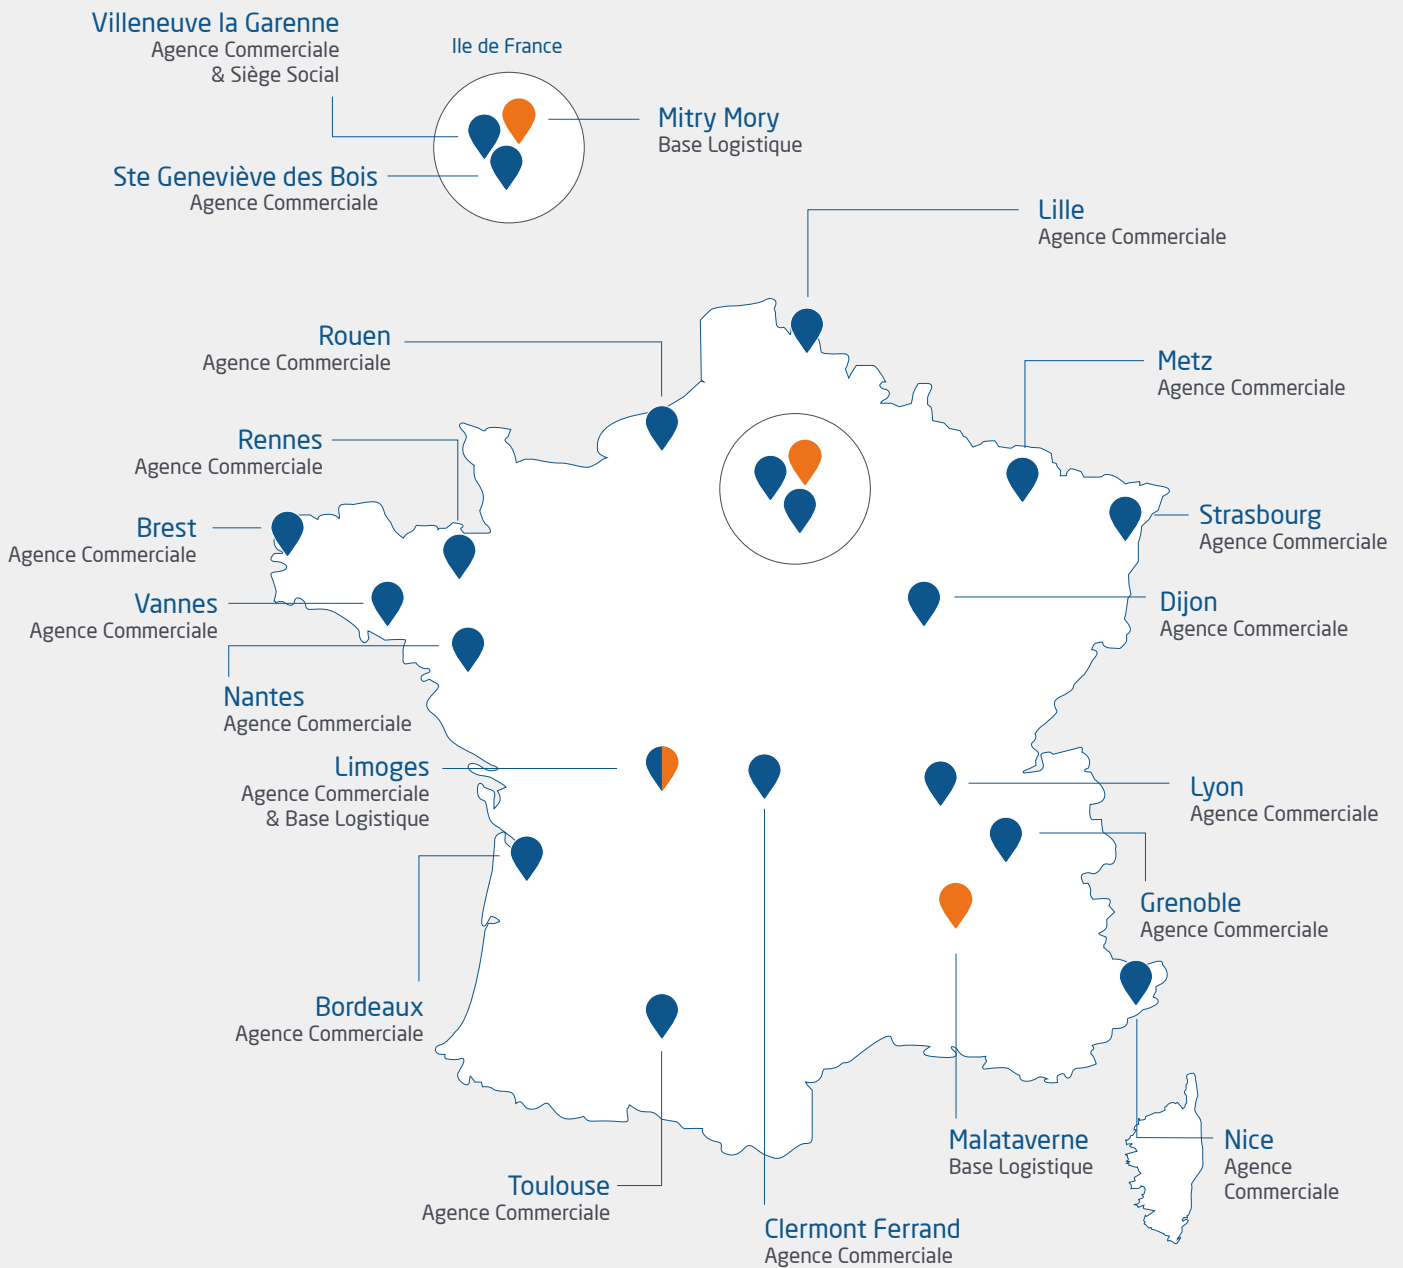 Villeneuve la Garenne
Agence Commerciale
& Siège Social
Ile de France
Mitry Mory
Base Logistique
Ste Geneviève des Bois
Agence Commerciale
Lille
Agence Commerciale
Rouen
Agence Commerciale
Metz
Agence Commerciale
Rennes
Agence Commerciale
Brest
Agence Commerciale
Strasbourg
Agence Commerciale
Vannes
Agence Commerciale
Dijon
Agence Commerciale
Nantes
Agence Commerciale
Limoges
Agence Commerciale
& Base Logistique
Lyon
Agence Commerciale
Grenoble
Agence Commerciale
Bordeaux
Agence Commerciale
Malataverne
Base Logistique
Nice
Agence
Commerciale
Toulouse
Agence Commerciale
Clermont Ferrand
Agence Commerciale